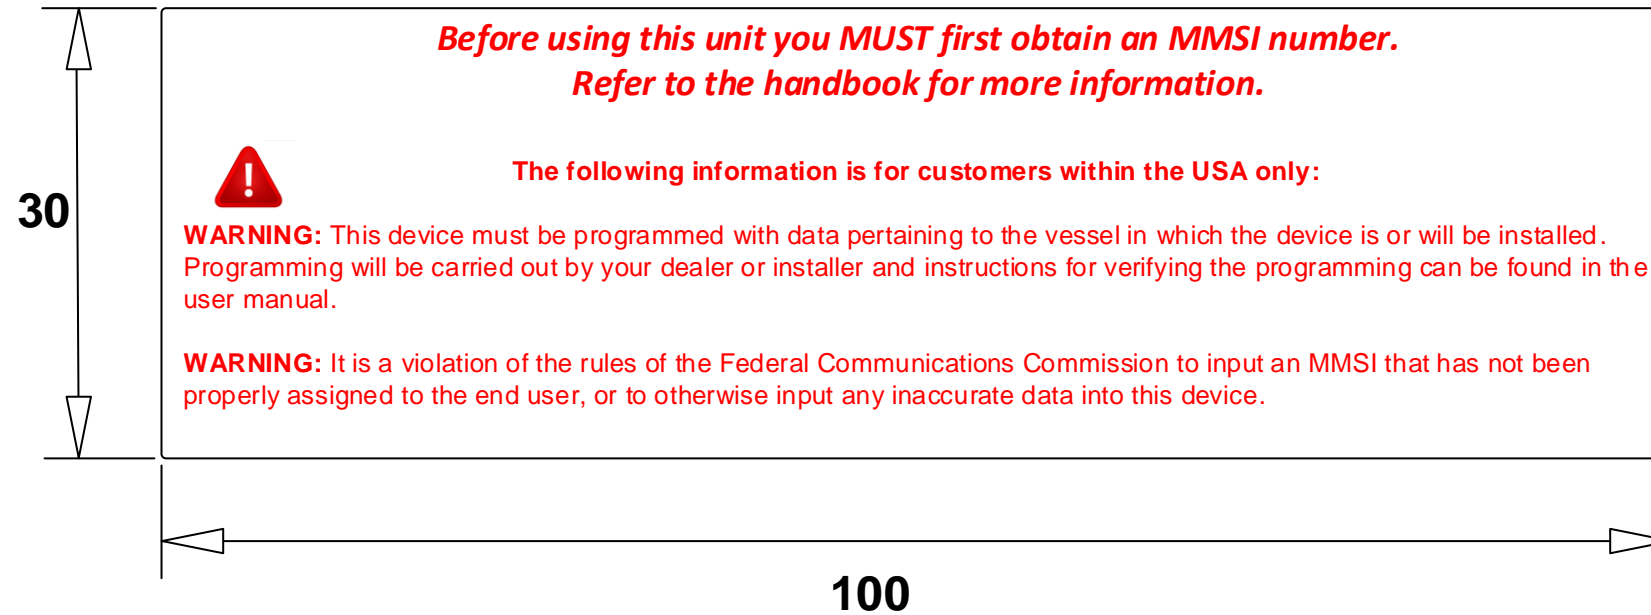 Before using this unit you MUST first obtain an MMSI number.
Refer to the handbook for more information.
The following information is for customers within the USA only:
30
WARNING: This device must be programmed with data pertaining to the vessel in which the device is or will be installed.
Programming will be carried out by your dealer or installer and instructions for verifying the programming can be found in the
user manual.
WARNING: It is a violation of the rules of the Federal Communications Commission to input an MMSI that has not been
properly assigned to the end user, or to otherwise input any inaccurate data into this device.
100